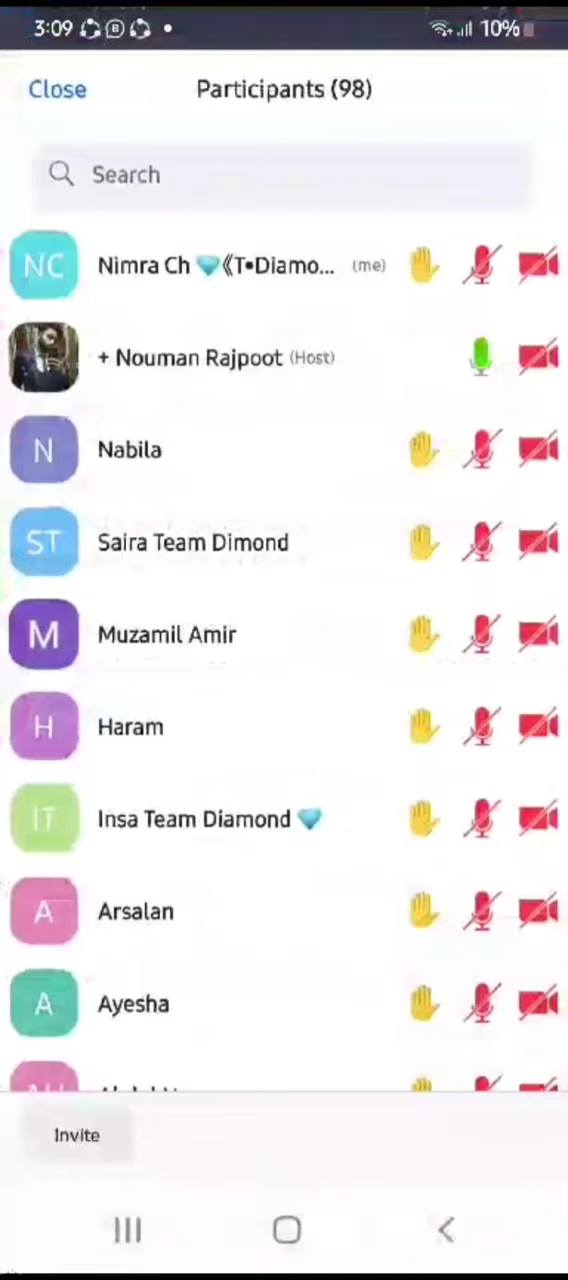 3:09 10%
Close Participants (98)
Search
NC Nimra Ch 💎《T•Diamo... (me)
+ Nouman Rajpoot (Host)
N Nabila
ST Saira Team Dimond
M Muzamil Amir
H Haram
IT Insa Team Diamond 💎
A Arsalan
A Ayesha
Invite